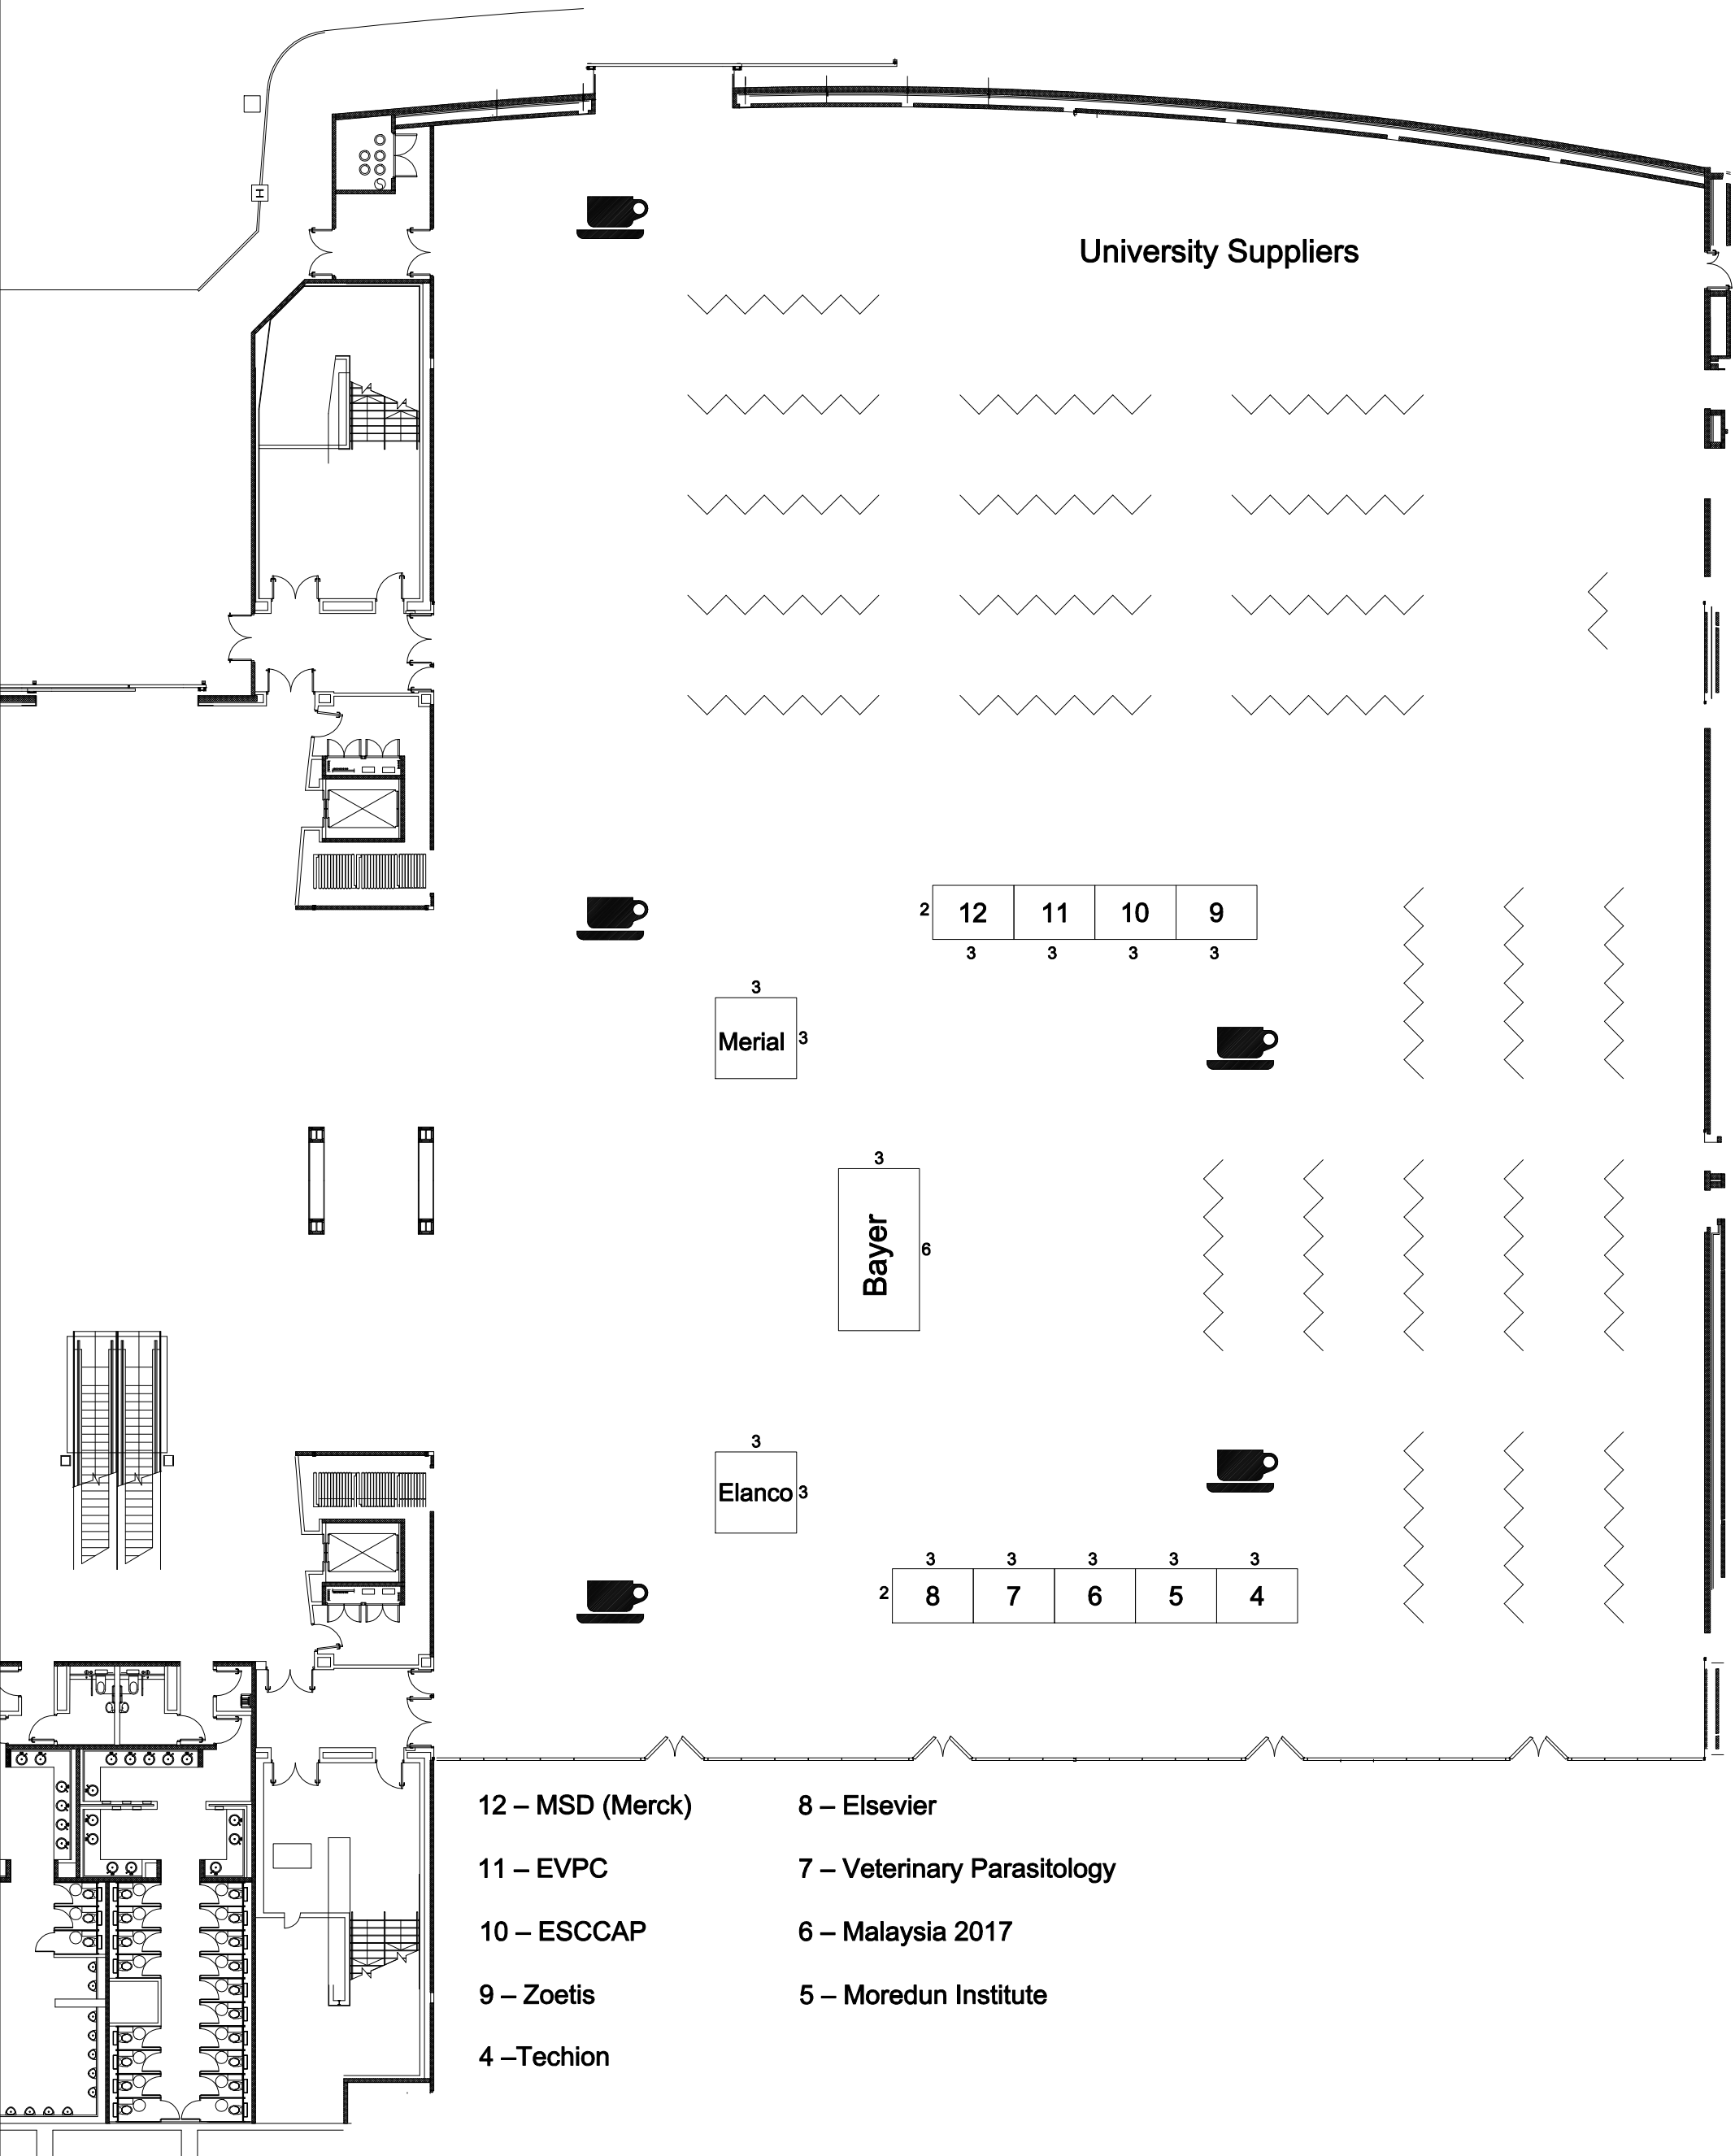 H
University Suppliers
2 12 11 10 9
3 3 3 3
3
Merial 3
3
Bayer 6
3
Elanco 3
3 3 3 3 3
2 8 7 6 5 4
12 – MSD (Merck)
11 – EVPC
10 – ESCCAP
9 – Zoetis
4 –Techion
8 – Elsevier
7 – Veterinary Parasitology
6 – Malaysia 2017
5 – Moredun Institute